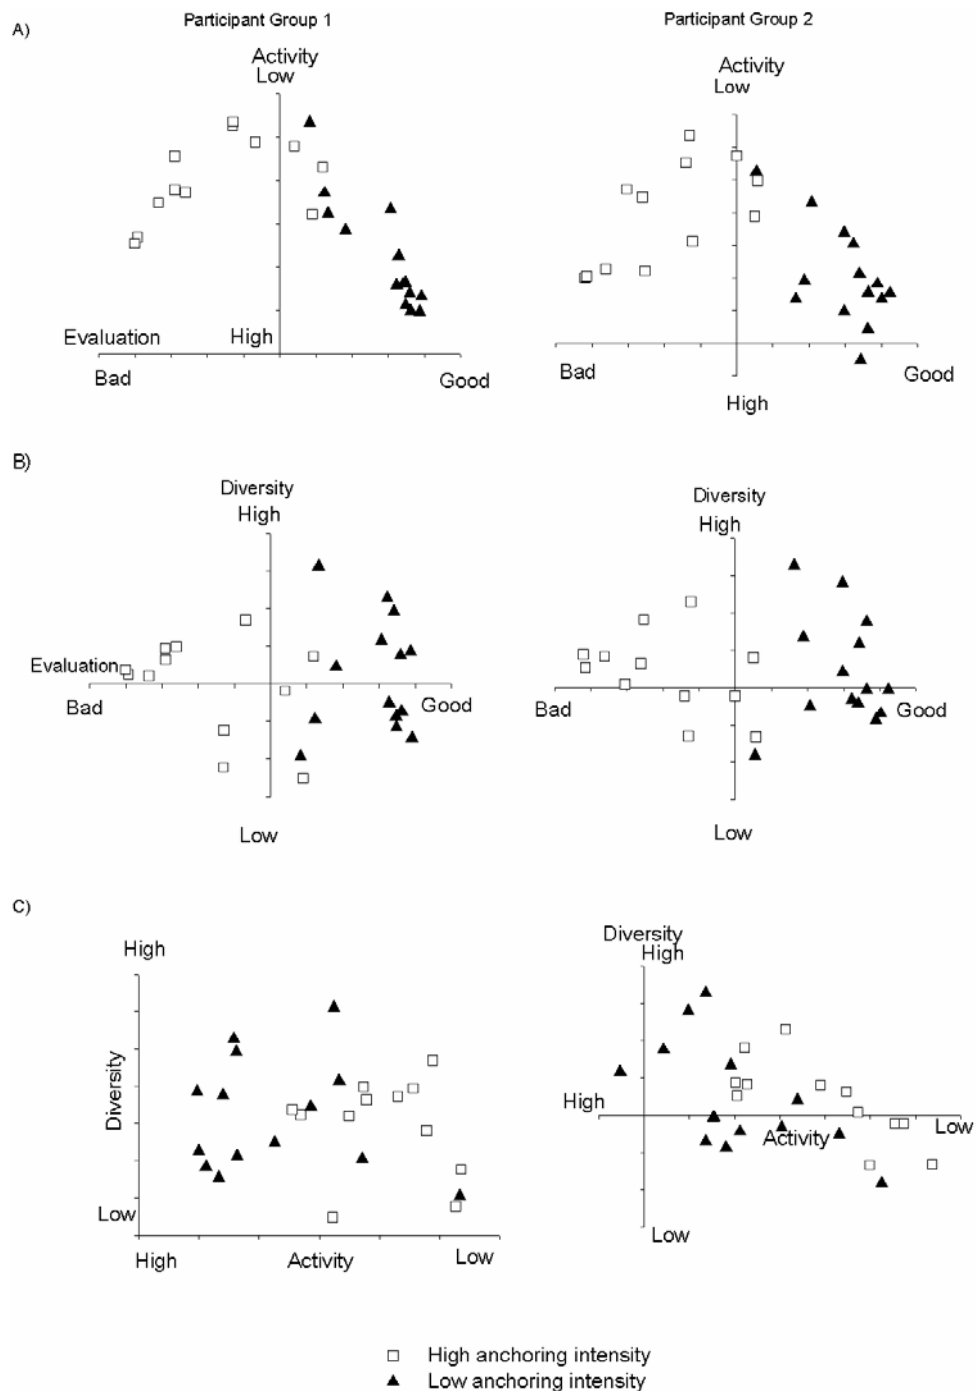 Participant Group 1
Participant Group 2
A)
Activity
Low
Evaluation
High
Bad
Good
Activity
Low
Bad
Good
High
B)
Diversity
High
Evaluation
Bad
Good
Low
Diversity
High
Bad
Good
Low
C)
High
Diversity
Low
High
Activity
Low
Diversity
High
High
Activity
Low
Low
High anchoring intensity
Low anchoring intensity